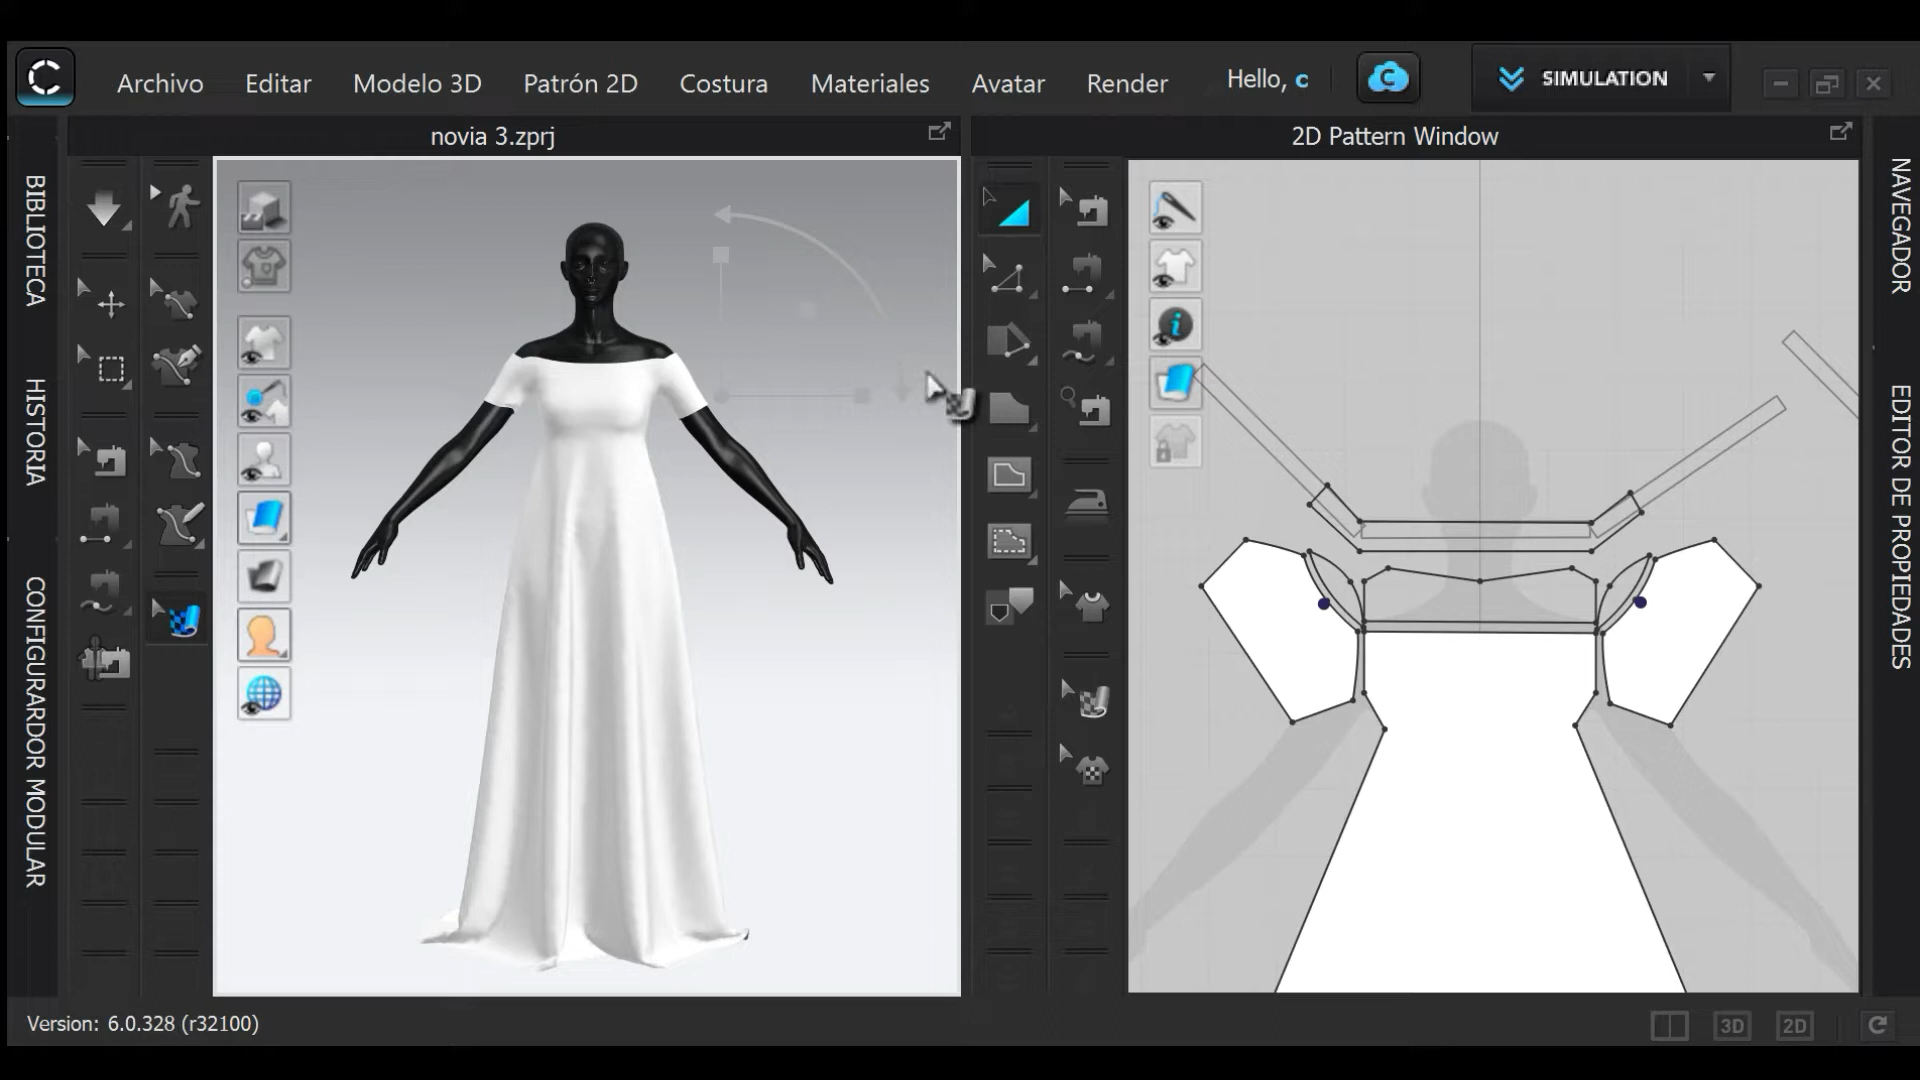 Archivo
Editar
Modelo 3D
Patrón 2D
Costura
Materiales
Avatar
Render
Hello, c
SIMULATION
novia 3.zprj
2D Pattern Window
BIBLIOTECA
HISTORIA
CONFIGURARDOR MODULAR
NAVEGADOR
EDITOR DE PROPIEDADES
Version: 6.0.328 (r32100)
3D
2D